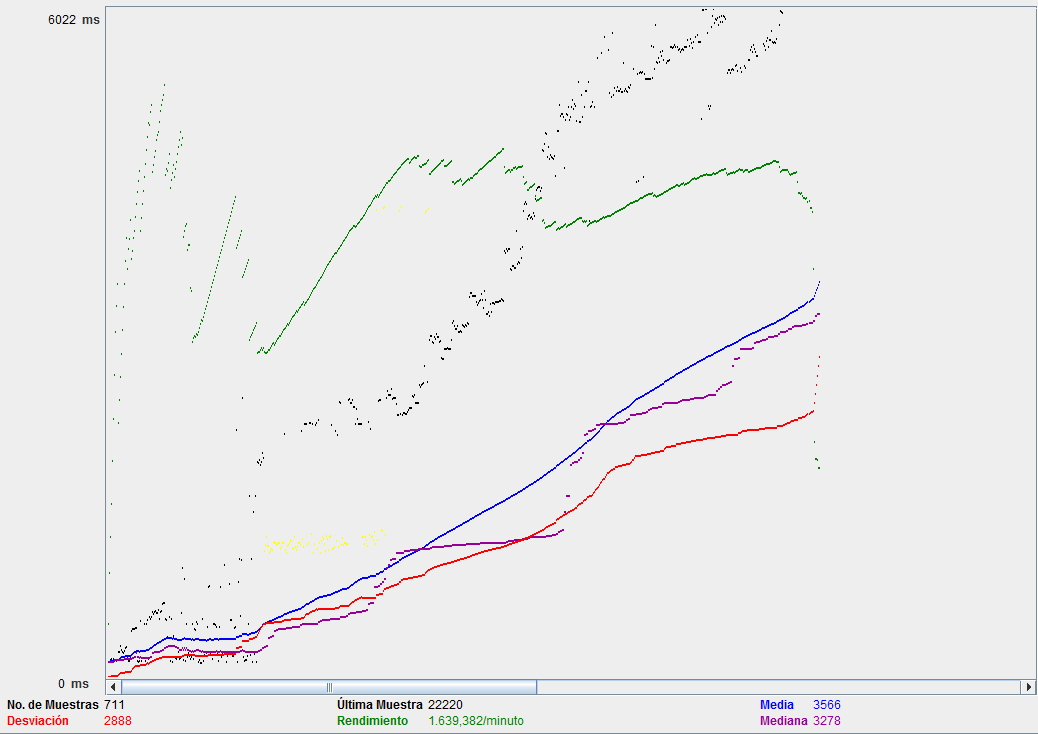 6022 ms
0 ms
No. de Muestras 711 Última Muestra 22220 Media 3566
Desviación 2888 Rendimiento 1.639,382/minuto Mediana 3278